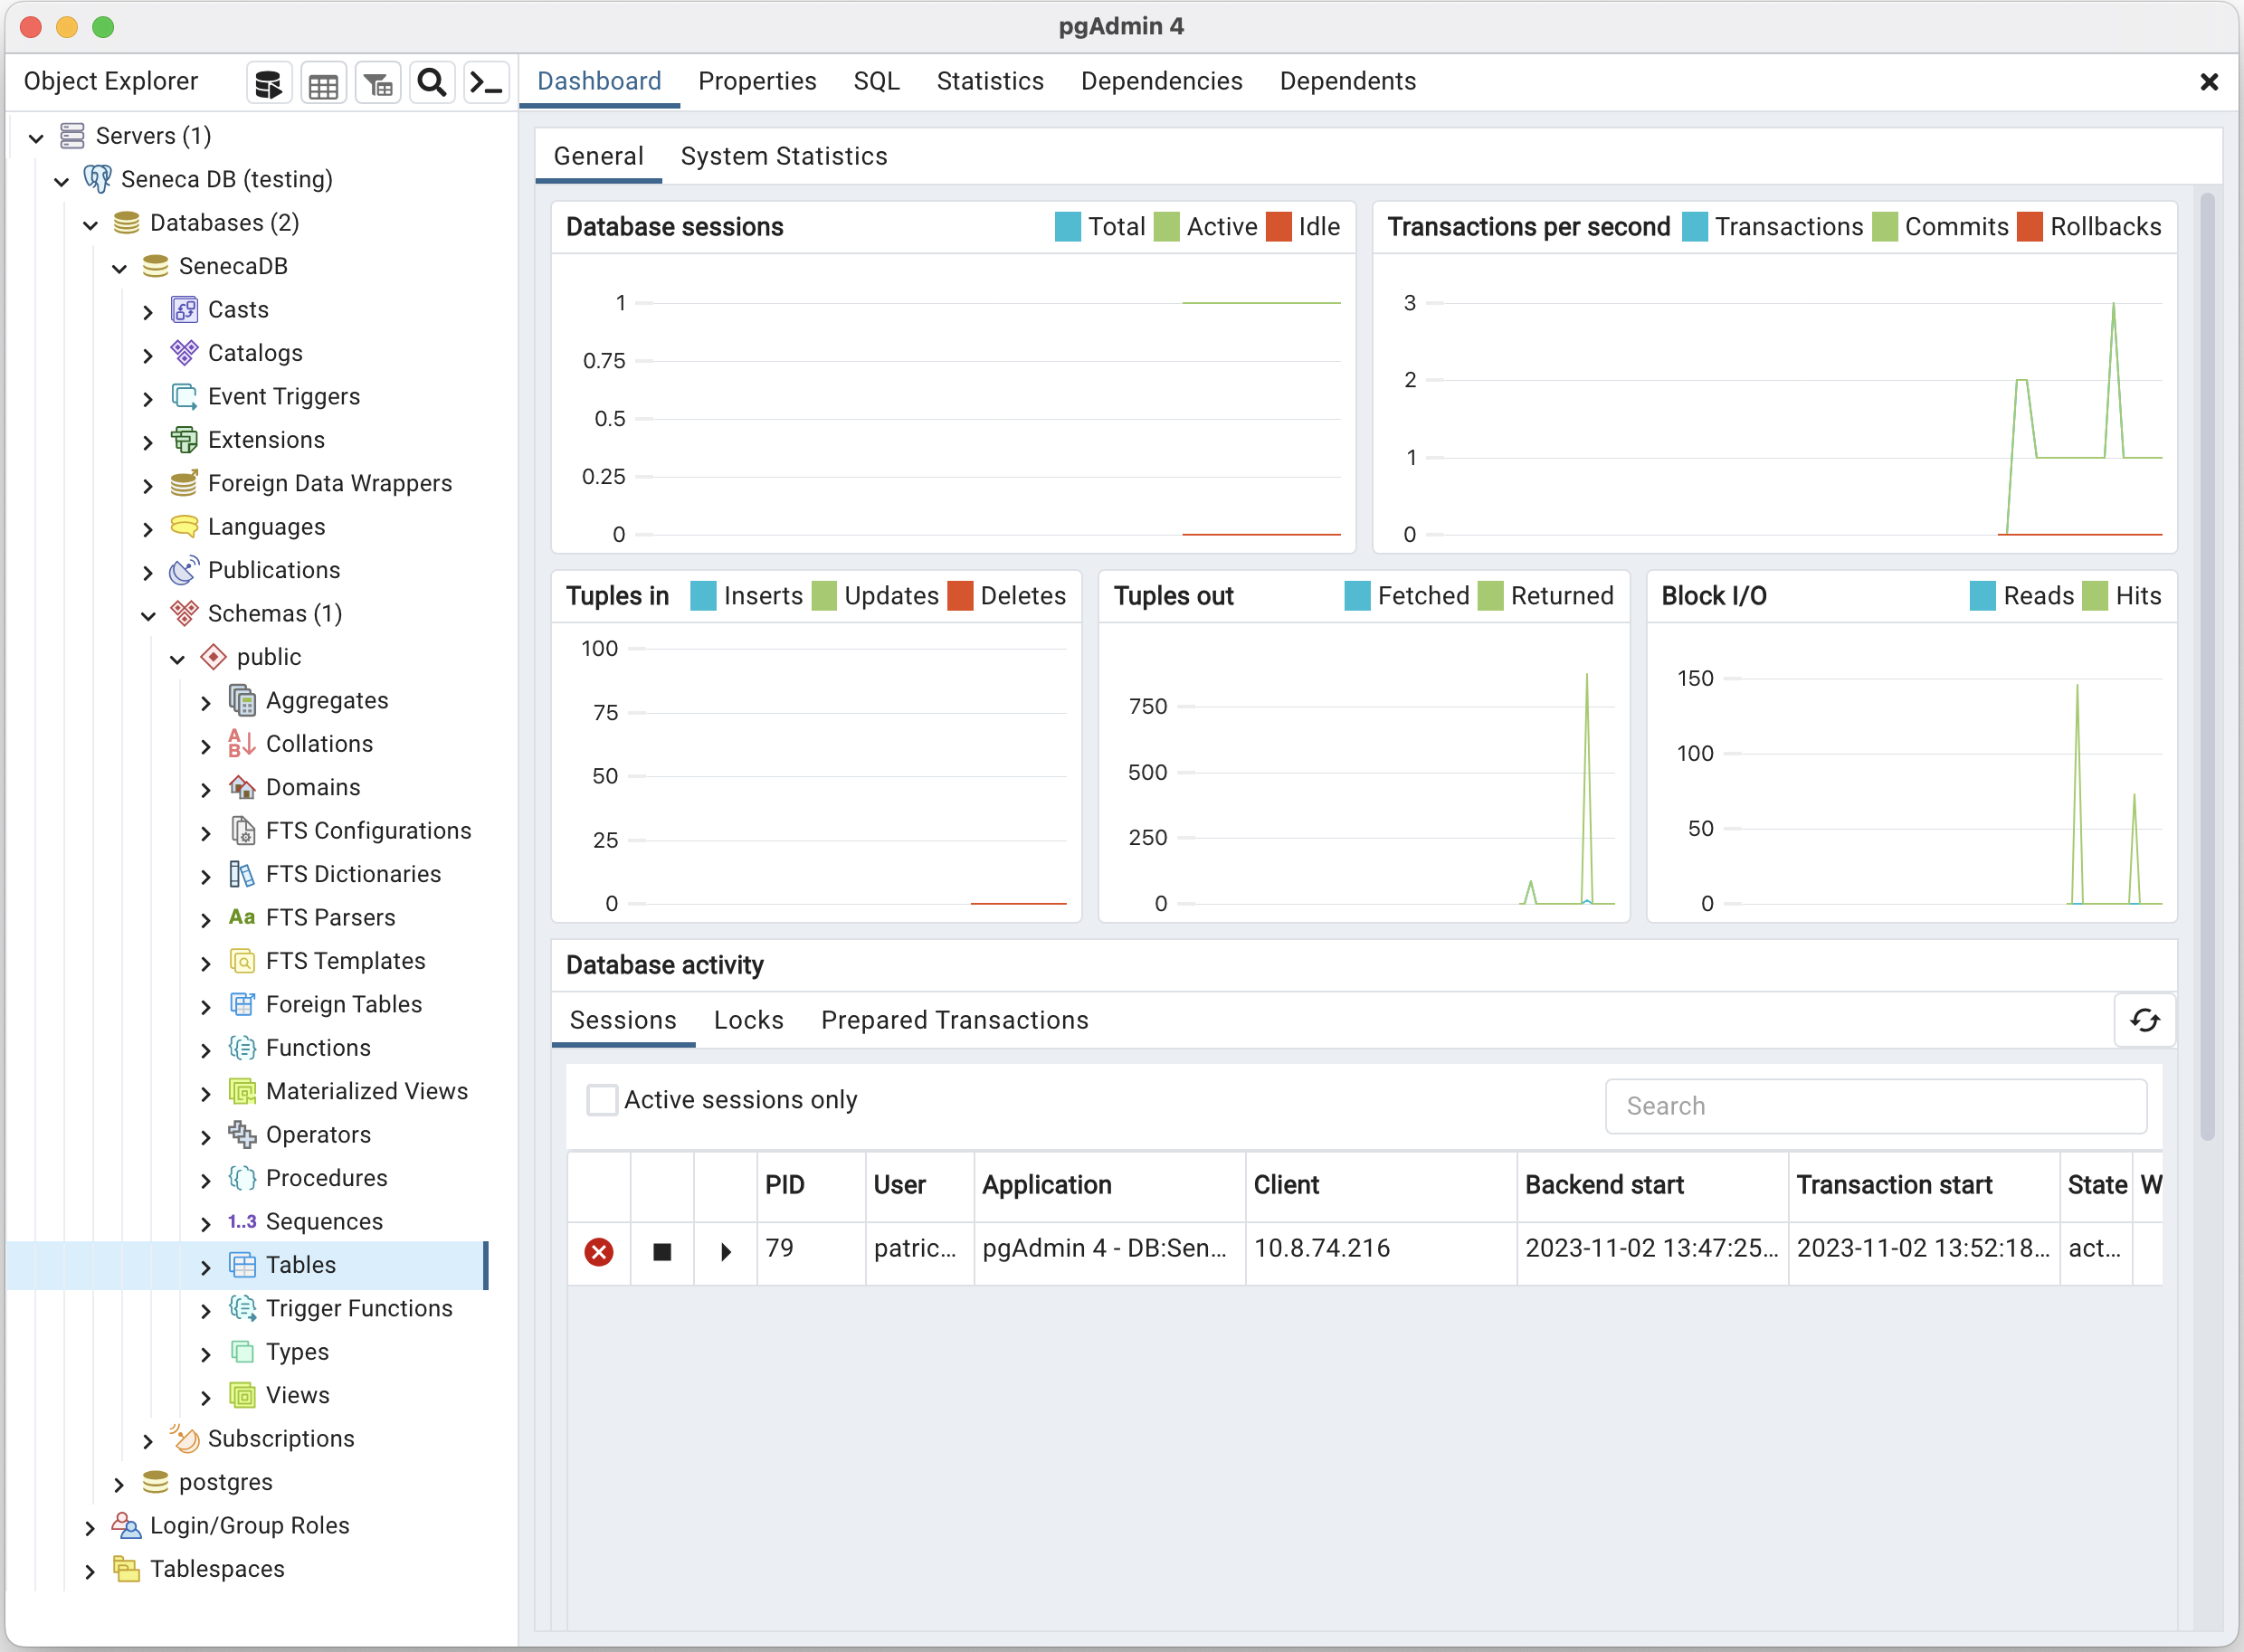 pgAdmin 4
Object Explorer
Dashboard Properties SQL Statistics Dependencies Dependents
Servers (1)
Seneca DB (testing)
Databases (2)
SenecaDB
Casts
Catalogs
Event Triggers
Extensions
Foreign Data Wrappers
Languages
Publications
Schemas (1)
public
Aggregates
Collations
Domains
FTS Configurations
FTS Dictionaries
Aa FTS Parsers
FTS Templates
Foreign Tables
Functions
Materialized Views
Operators
Procedures
1..3 Sequences
Tables
Trigger Functions
Types
Views
Subscriptions
postgres
Login/Group Roles
Tablespaces
General System Statistics
Database sessions Total Active Idle
1
0.75
0.5
0.25
0
Transactions per second Transactions Commits Rollbacks
3
2
1
0
Tuples in Inserts Updates Deletes
100
75
50
25
0
Tuples out Fetched Returned
750
500
250
0
Block I/O Reads Hits
150
100
50
0
Database activity
Sessions Locks Prepared Transactions
Active sessions only
Search
PID User Application Client Backend start Transaction start State W
79 patric... pgAdmin 4 - DB:Sen... 10.8.74.216 2023-11-02 13:47:25... 2023-11-02 13:52:18... act...